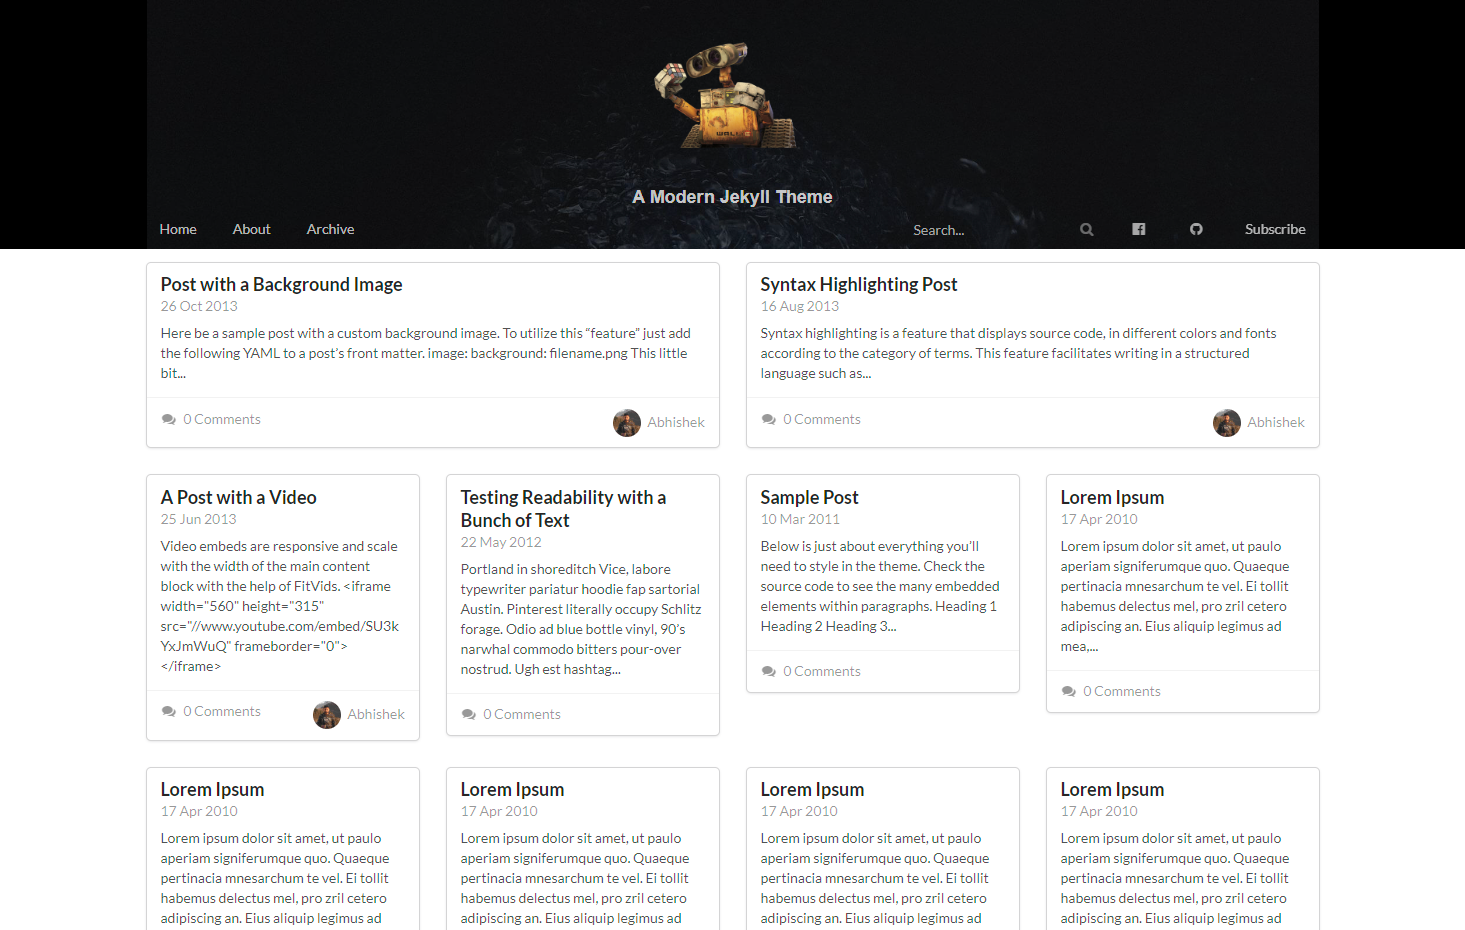 WALL·E
A Modern Jekyll Theme
Home About Archive Search... Subscribe
Post with a Background Image
26 Oct 2013
Here be a sample post with a custom background image. To utilize this “feature” just add
the following YAML to a post’s front matter. image: background: filename.png This little
bit...
0 Comments Abhishek
Syntax Highlighting Post
16 Aug 2013
Syntax highlighting is a feature that displays source code, in different colors and fonts
according to the category of terms. This feature facilitates writing in a structured
language such as...
0 Comments Abhishek
A Post with a Video
25 Jun 2013
Video embeds are responsive and scale
with the width of the main content
block with the help of FitVids. <iframe
width="560" height="315"
src="//www.youtube.com/embed/SU3k
YxJmWuQ" frameborder="0">
</iframe>
0 Comments Abhishek
Testing Readability with a
Bunch of Text
22 May 2012
Portland in shoreditch Vice, labore
typewriter pariatur hoodie fap sartorial
Austin. Pinterest literally occupy Schlitz
forage. Odio ad blue bottle vinyl, 90’s
narwhal commodo bitters pour-over
nostrud. Ugh est hashtag...
0 Comments
Sample Post
10 Mar 2011
Below is just about everything you’ll
need to style in the theme. Check the
source code to see the many embedded
elements within paragraphs. Heading 1
Heading 2 Heading 3...
0 Comments
Lorem Ipsum
17 Apr 2010
Lorem ipsum dolor sit amet, ut paulo
aperiam signiferumque quo. Quaeque
pertinacia mnesarchum te vel. Ei tollit
habemus delectus mel, pro zril cetero
adipiscing an. Eius aliquip legimus ad
mea,...
0 Comments
Lorem Ipsum
17 Apr 2010
Lorem ipsum dolor sit amet, ut paulo
aperiam signiferumque quo. Quaeque
pertinacia mnesarchum te vel. Ei tollit
habemus delectus mel, pro zril cetero
adipiscing an. Eius aliquip legimus ad
Lorem Ipsum
17 Apr 2010
Lorem ipsum dolor sit amet, ut paulo
aperiam signiferumque quo. Quaeque
pertinacia mnesarchum te vel. Ei tollit
habemus delectus mel, pro zril cetero
adipiscing an. Eius aliquip legimus ad
Lorem Ipsum
17 Apr 2010
Lorem ipsum dolor sit amet, ut paulo
aperiam signiferumque quo. Quaeque
pertinacia mnesarchum te vel. Ei tollit
habemus delectus mel, pro zril cetero
adipiscing an. Eius aliquip legimus ad
Lorem Ipsum
17 Apr 2010
Lorem ipsum dolor sit amet, ut paulo
aperiam signiferumque quo. Quaeque
pertinacia mnesarchum te vel. Ei tollit
habemus delectus mel, pro zril cetero
adipiscing an. Eius aliquip legimus ad